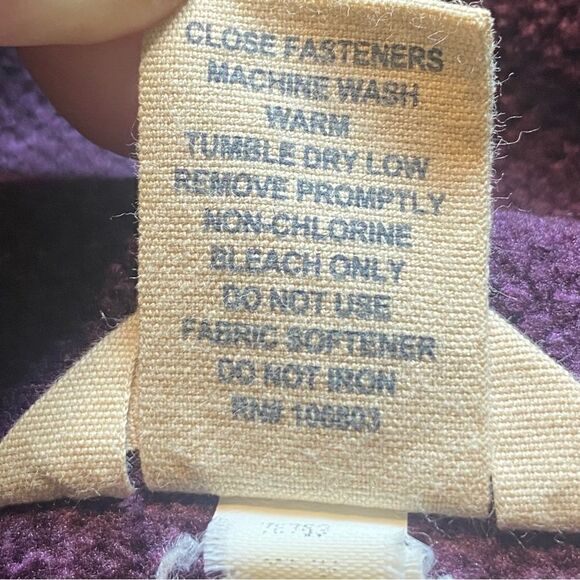 CLOSE FASTENERS
MACHINE WASH
WARM
TUMBLE DRY LOW
REMOVE PROMPTLY
NON-CHLORINE
BLEACH ONLY
DO NOT USE
FABRIC SOFTENER
DO NOT IRON
RN#